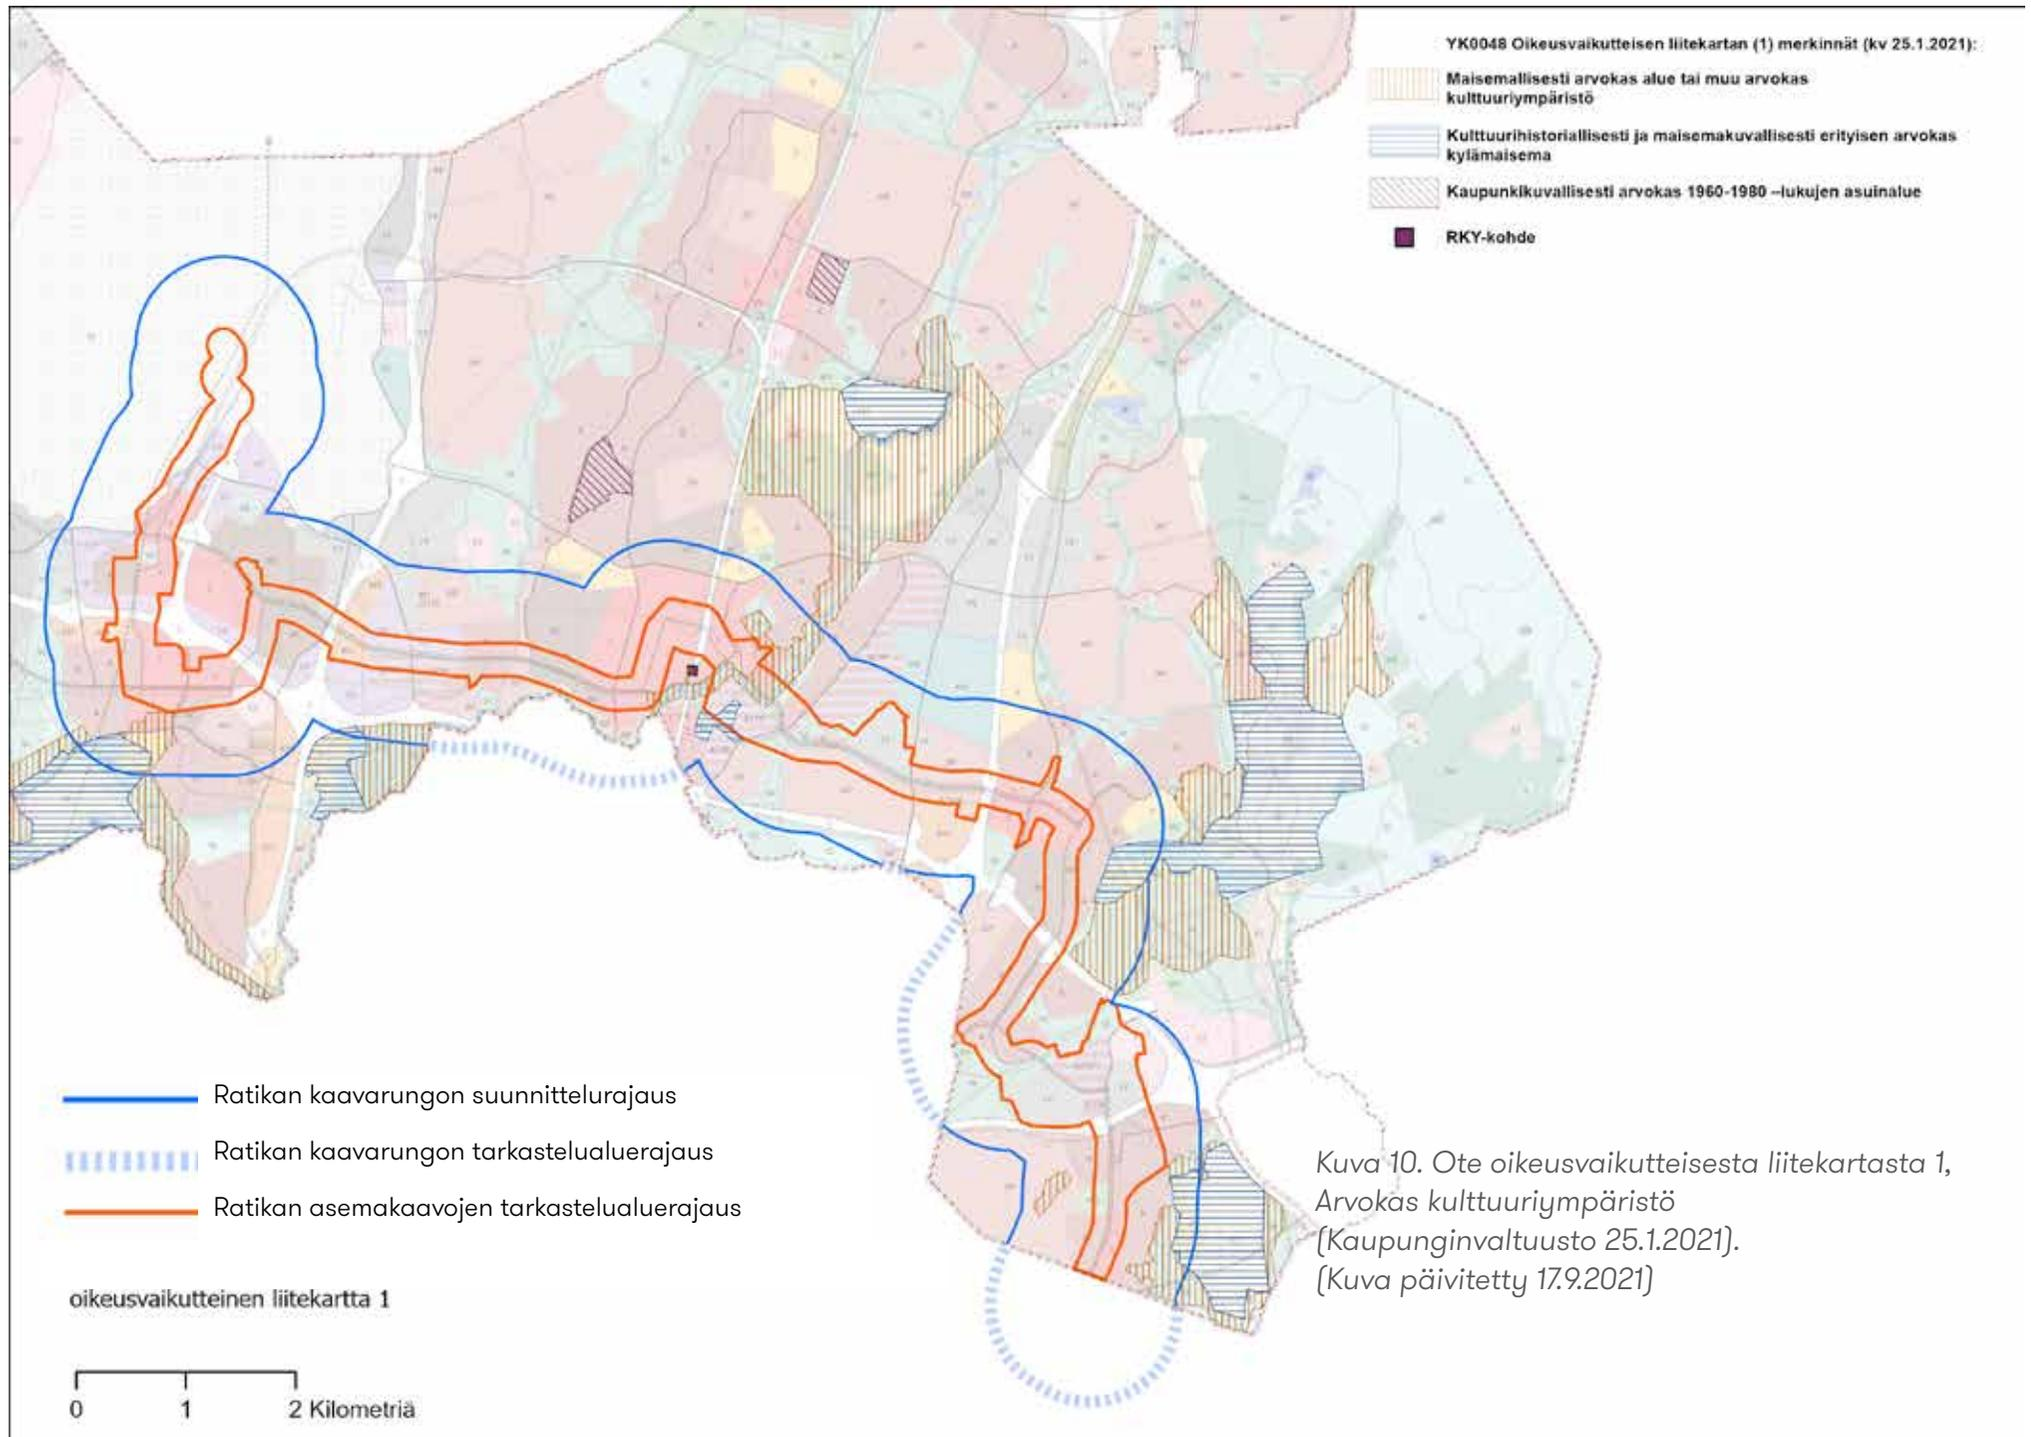 YK0048 Oikeusvaikutteisen liitekartan (1) merkinnät (kv 25.1.2021):
Maisemallisesti arvokas alue tai muu arvokas
kulttuuriympäristö
Kulttuurihistoriallisesti ja maisemakuvallisesti erityisen arvokas
kylämaisema
Kaupunkikuvallisesti arvokas 1960-1980 –lukujen asuinalue
RKY-kohde
Ratikan kaavarungon suunnittelurajaus
Ratikan kaavarungon tarkastelualuerajaus
Ratikan asemakaavojen tarkastelualuerajaus
oikeusvaikutteinen liitekartta 1
0 1 2 Kilometriä
Kuva 10. Ote oikeusvaikutteisesta liitekartasta 1,
Arvokas kulttuuriympäristö
(Kaupunginvaltuusto 25.1.2021).
(Kuva päivitetty 17.9.2021)